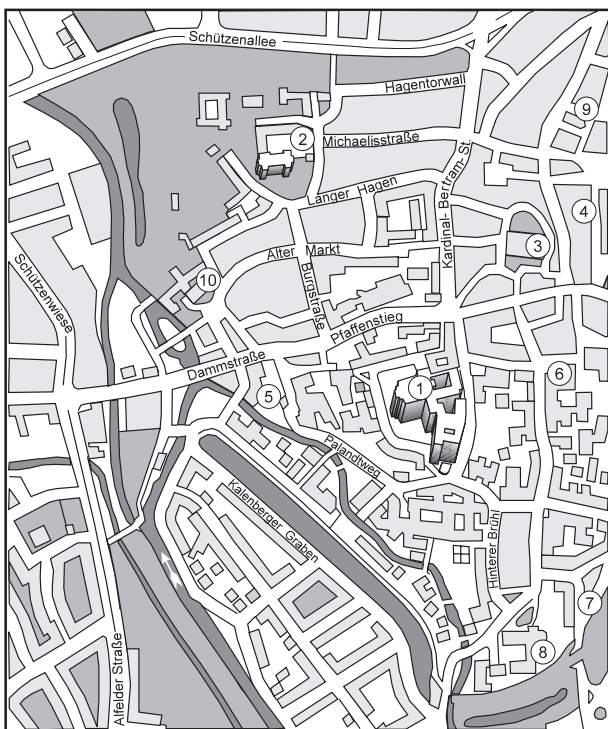 Schützenallee
Hagentorwall
9
2
Michaelisstraße
Langer Hagen
Kardinal-Bertram-St.
4
3
Alter Markt
Schützenwiese
10
Burgstraße
Pfaffenstieg
Dammstraße
1
6
5
Palandtweg
Kalenberger Graben
Hinterer Brühl
7
8
Alfelder Straße